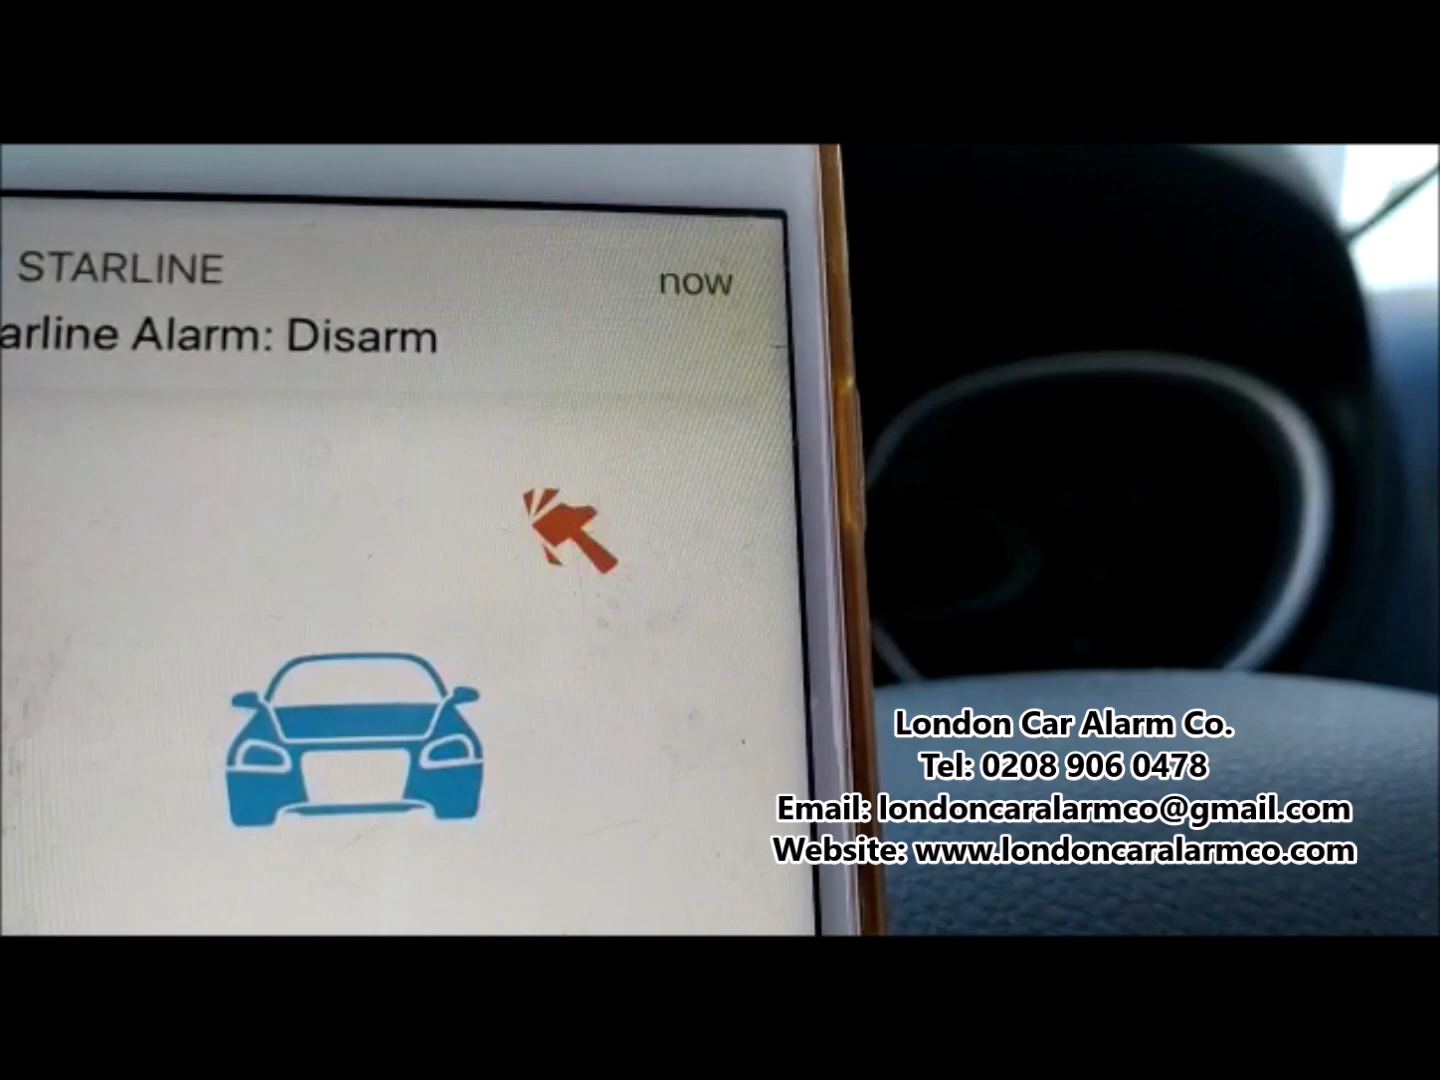 STARLINE
now
arline Alarm: Disarm
London Car Alarm Co.
Tel: 0208 906 0478
Email: londoncaralarmco@gmail.com
Website: www.londoncaralarmco.com